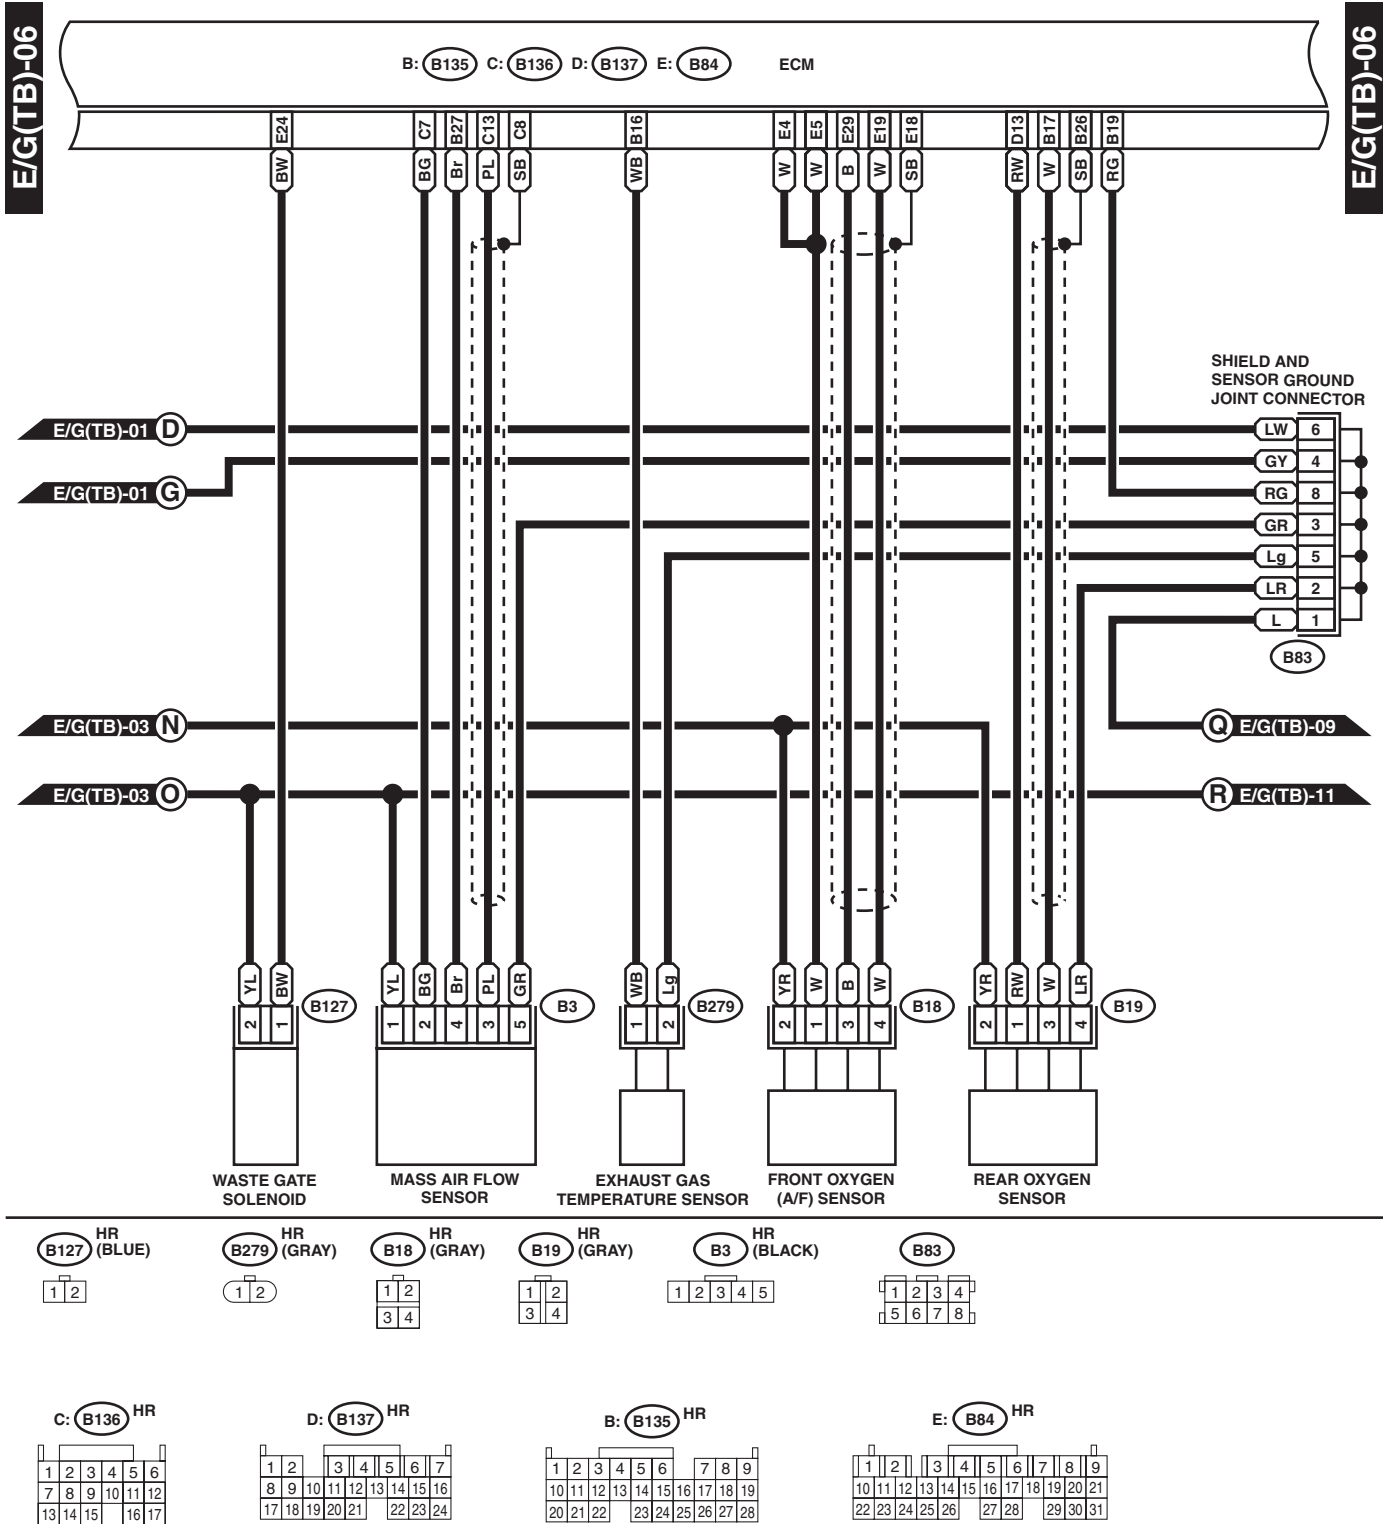 E/G(TB)-06
E/G(TB)-06
B: B135 C: B136 D: B137 E: B84 ECM
E24 C7 B27 C13 C8 B16 E4 E5 E29 E19 E18 D13 B17 B26 B19
BW BG Br PL SB WB W W B W SB RW W SB RG
SHIELD AND
SENSOR GROUND
JOINT CONNECTOR
E/G(TB)-01 D LW 6
GY 4
E/G(TB)-01 G RG 8
GR 3
Lg 5
LR 2
L 1
B83
E/G(TB)-03 N Q E/G(TB)-09
E/G(TB)-03 O R E/G(TB)-11
YL BW YL BG Br PL GR WB Lg YR W B W YR RW W LR
2 1 B127 1 2 4 3 5 B3 1 2 B279 2 1 3 4 B18 2 1 3 4 B19
WASTE GATE
SOLENOID
MASS AIR FLOW
SENSOR
EXHAUST GAS
TEMPERATURE SENSOR
FRONT OXYGEN
(A/F) SENSOR
REAR OXYGEN
SENSOR
B127 HR (BLUE)
1 2
B279 HR (GRAY)
1 2
B18 HR (GRAY)
1 2
3 4
B19 HR (GRAY)
1 2
3 4
B3 HR (BLACK)
1 2 3 4 5
B83
1 2 3 4
5 6 7 8
C: B136 HR
1 2 3 4 5 6
7 8 9 10 11 12
13 14 15 16 17
D: B137 HR
1 2 3 4 5 6 7
8 9 10 11 12 13 14 15 16
17 18 19 20 21 22 23 24
B: B135 HR
1 2 3 4 5 6 7 8 9
10 11 12 13 14 15 16 17 18 19
20 21 22 23 24 25 26 27 28
E: B84 HR
1 2 3 4 5 6 7 8 9
10 11 12 13 14 15 16 17 18 19 20 21
22 23 24 25 26 27 28 29 30 31